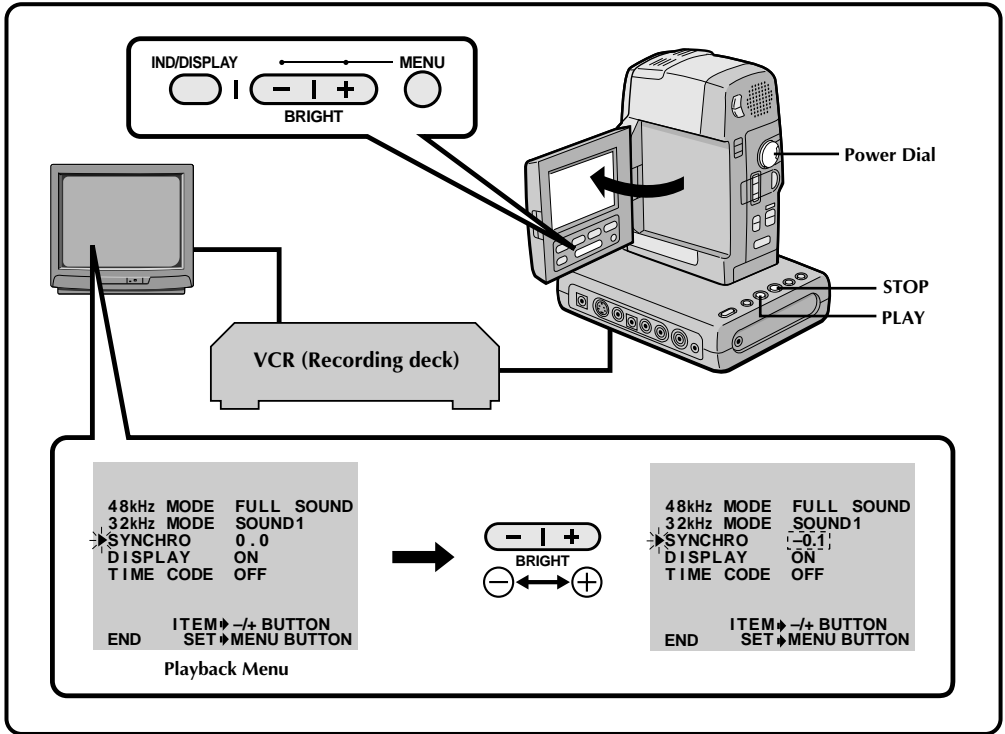 IND/DISPLAY
MENU
BRIGHT
Power Dial
STOP
PLAY
VCR (Recording deck)
48kHz MODE FULL SOUND
32kHz MODE SOUND1
SYNCHRO 0.0
DISPLAY ON
TIME CODE OFF
ITEM –/+ BUTTON
END SET MENU BUTTON
Playback Menu
BRIGHT
48kHz MODE FULL SOUND
32kHz MODE SOUND1
SYNCHRO –0.1
DISPLAY ON
TIME CODE OFF
ITEM –/+ BUTTON
END SET MENU BUTTON